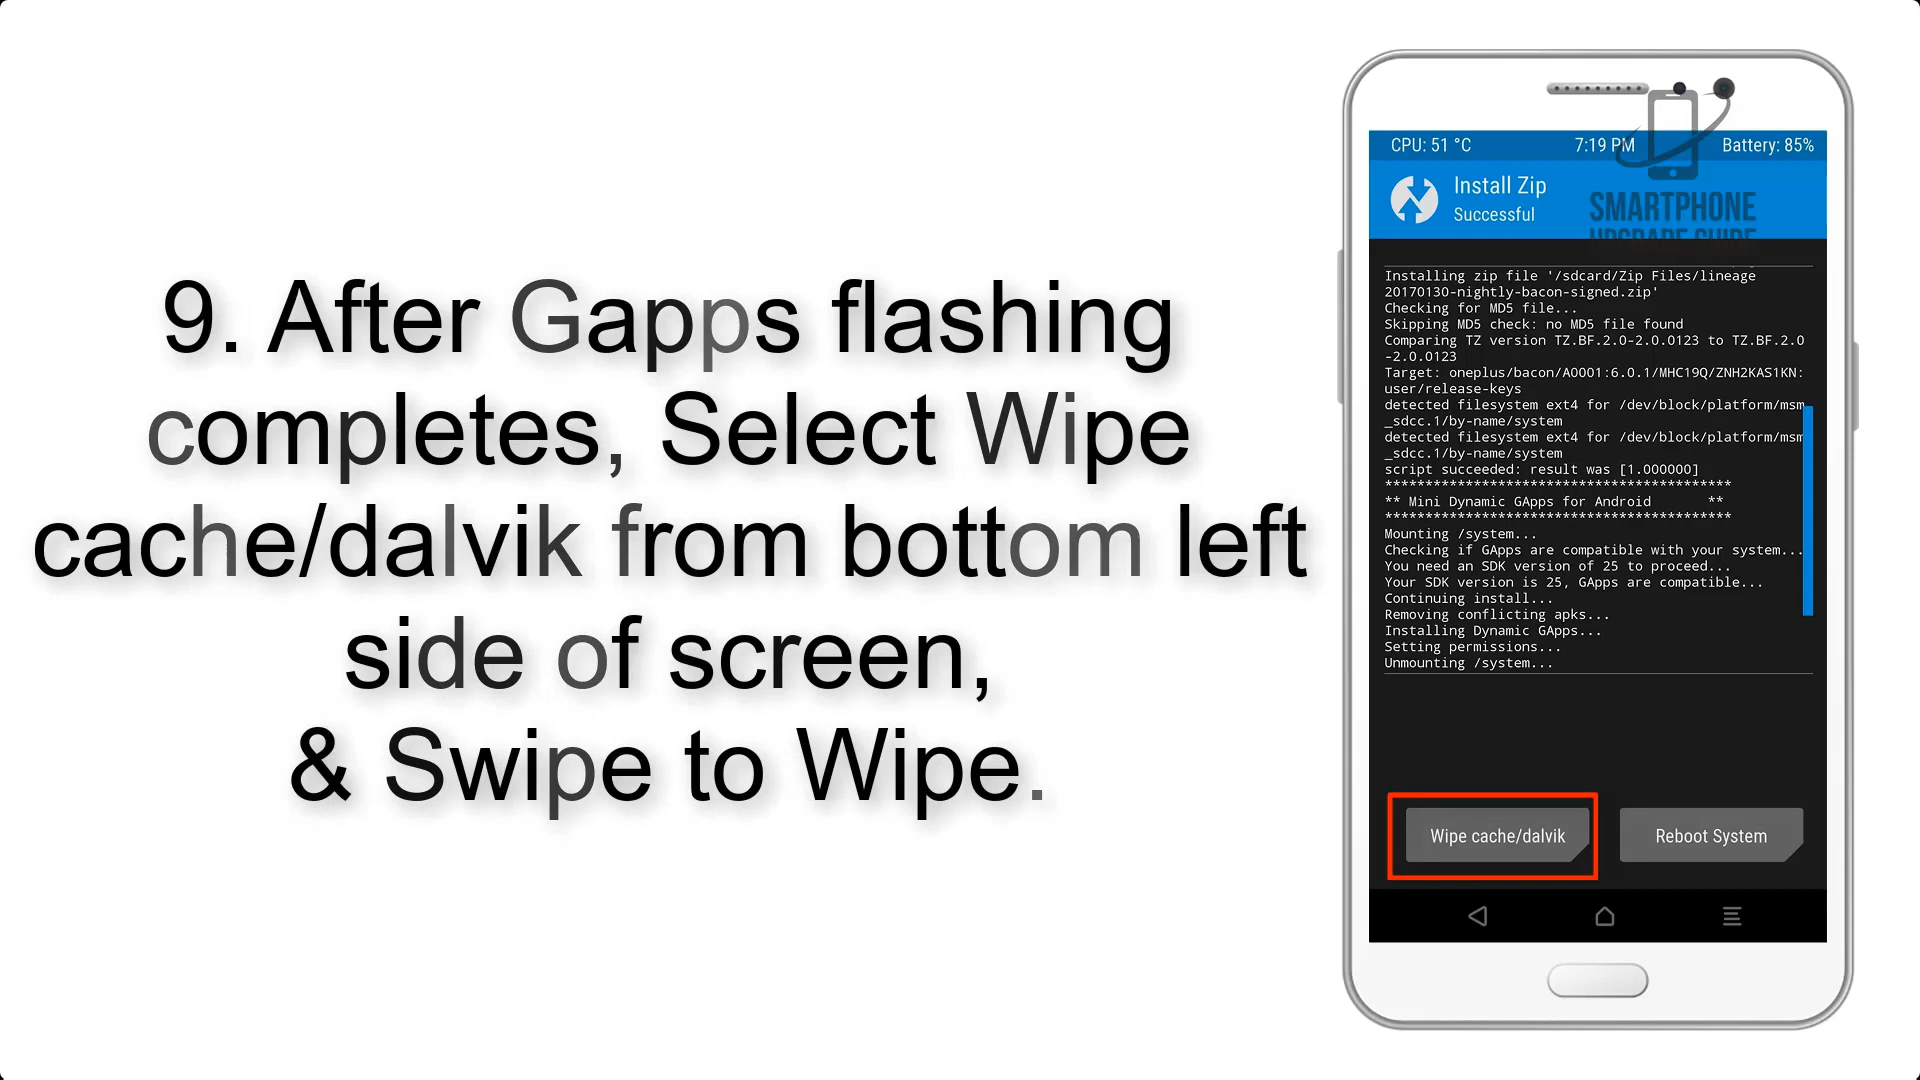 9. After Gapps flashing
completes, Select Wipe
cache/dalvik from bottom left
side of screen,
& Swipe to Wipe.
CPU: 51 °C 7:19 PM Battery: 85%
Install Zip
Successful
SMARTPHONE
UPGRADE GUIDE
Installing zip file '/sdcard/Zip Files/lineage
20170130-nightly-bacon-signed.zip'
Checking for MD5 file...
Skipping MD5 check: no MD5 file found
Comparing TZ version TZ.BF.2.0-2.0.0123 to TZ.BF.2.0
-2.0.0123
Target: oneplus/bacon/A0001:6.0.1/MHC19Q/ZNH2KAS1KN:
user/release-keys
detected filesystem ext4 for /dev/block/platform/msm
_sdcc.1/by-name/system
detected filesystem ext4 for /dev/block/platform/msm
_sdcc.1/by-name/system
script succeeded: result was [1.000000]
*******************************************
** Mini Dynamic GApps for Android **
*******************************************
Mounting /system...
Checking if GApps are compatible with your system...
You need an SDK version of 25 to proceed...
Your SDK version is 25, GApps are compatible...
Continuing install...
Removing conflicting apks...
Installing Dynamic GApps...
Setting permissions...
Unmounting /system...
Wipe cache/dalvik Reboot System